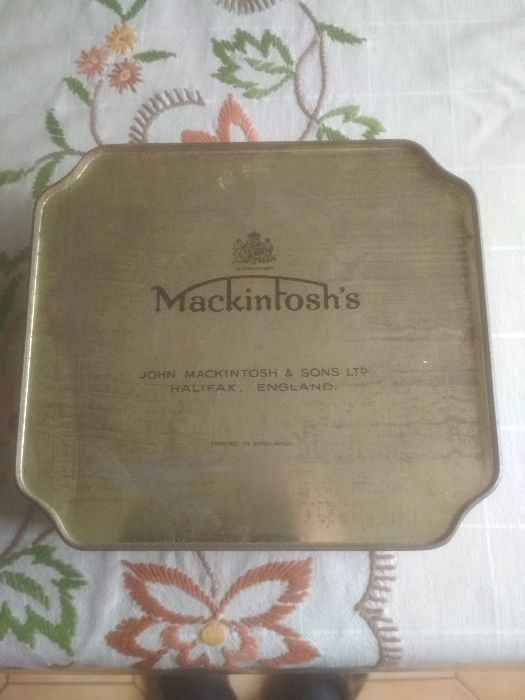 Mackintosh's
JOHN MACKINTOSH & SONS LTD
HALIFAX, ENGLAND.
PRINTED IN ENGLAND.